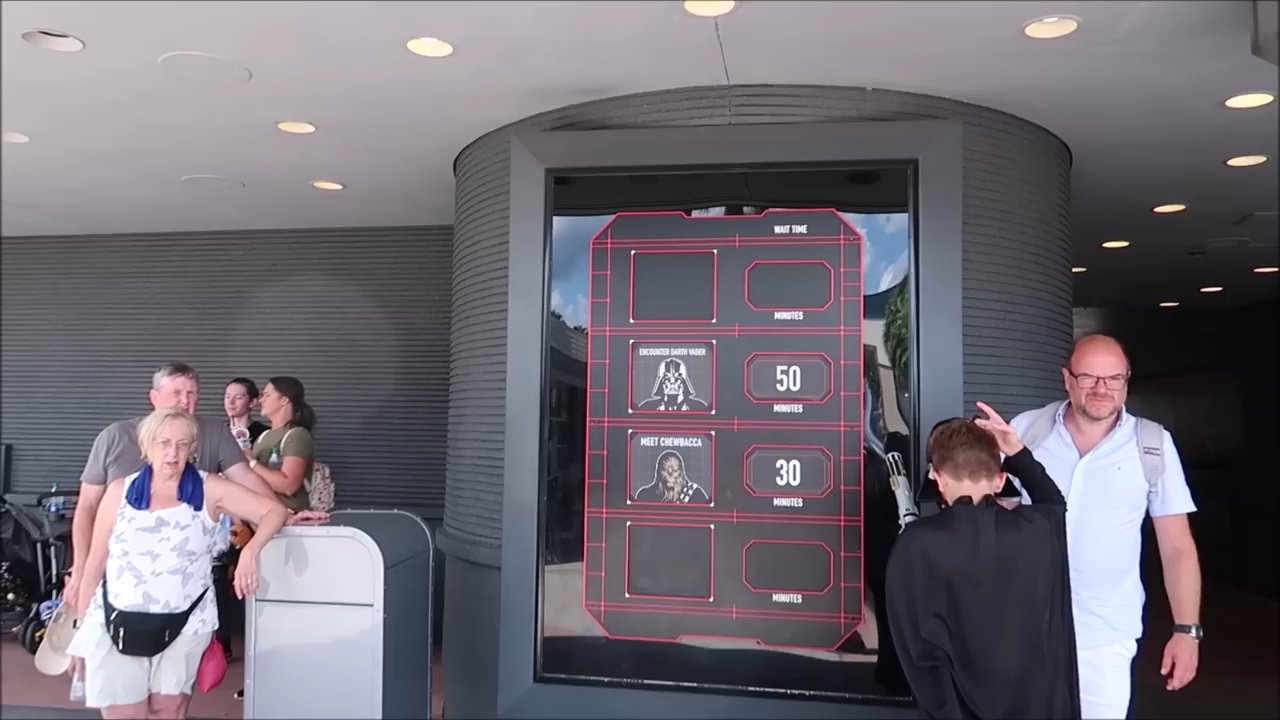 WAIT TIME
MINUTES
ENCOUNTER DARTH VADER
50
MINUTES
MEET CHEWBACCA
30
MINUTES
MINUTES